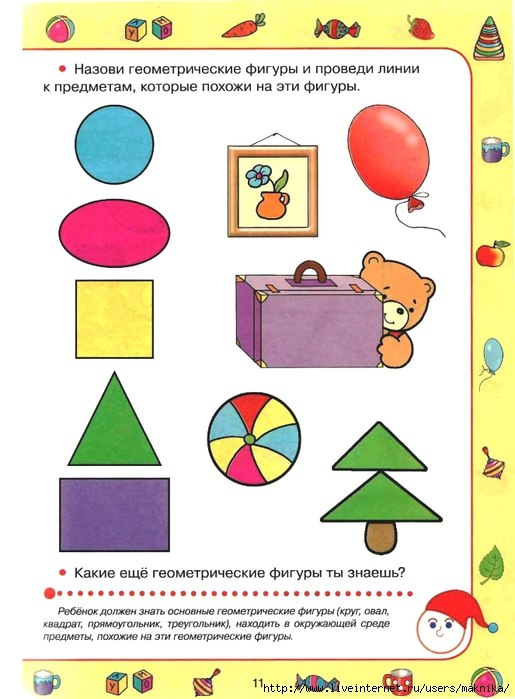 • Назови геометрические фигуры и проведи линии
к предметам, которые похожи на эти фигуры.
• Какие ещё геометрические фигуры ты знаешь?
Ребёнок должен знать основные геометрические фигуры (круг, овал,
квадрат, прямоугольник, треугольник), находить в окружающей среде
предметы, похожие на эти геометрические фигуры.
11
http://www.liveinternet.ru/users/maknika/